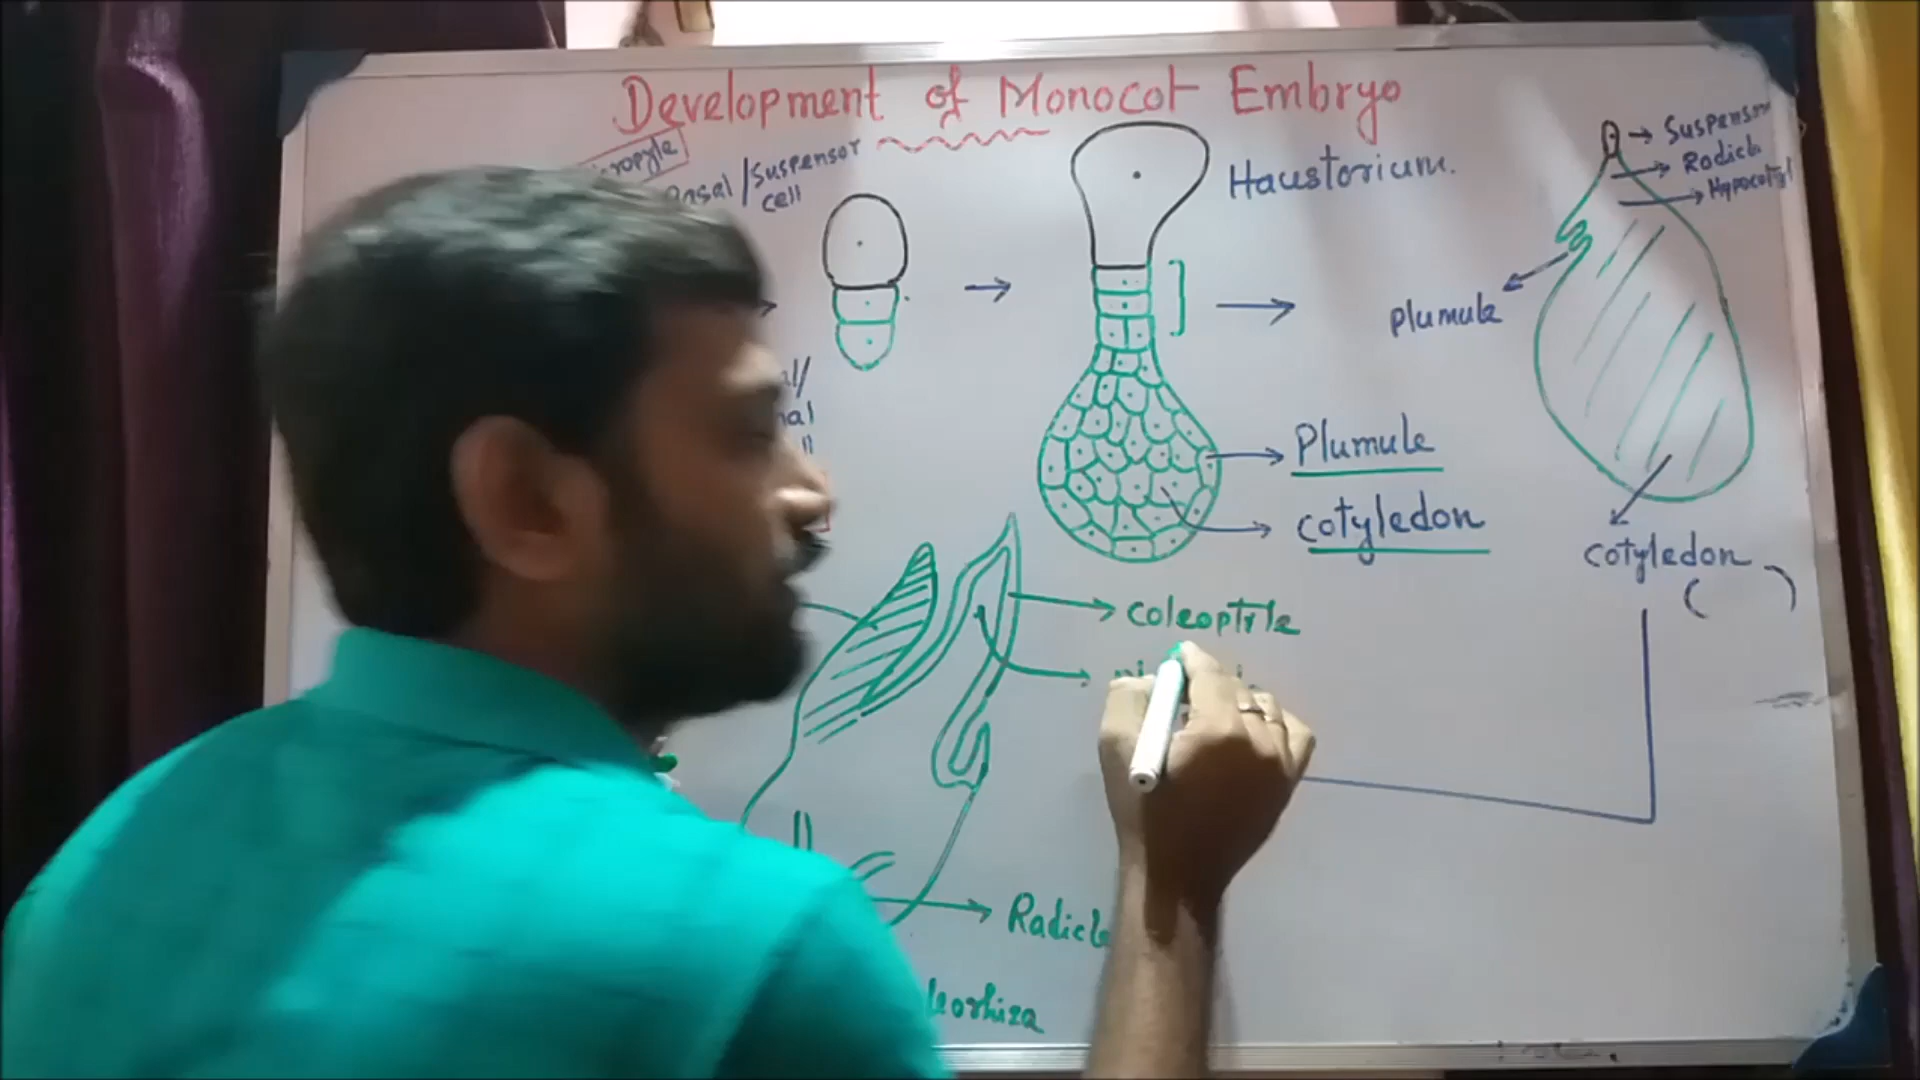 Development of Monocot Embryo
/Suspensor
cell
Haustorium.
Suspensor
Radicle
Hypocotyl
plumule
Plumule
cotyledon
cotyledon
( )
coleoptile
Radicle